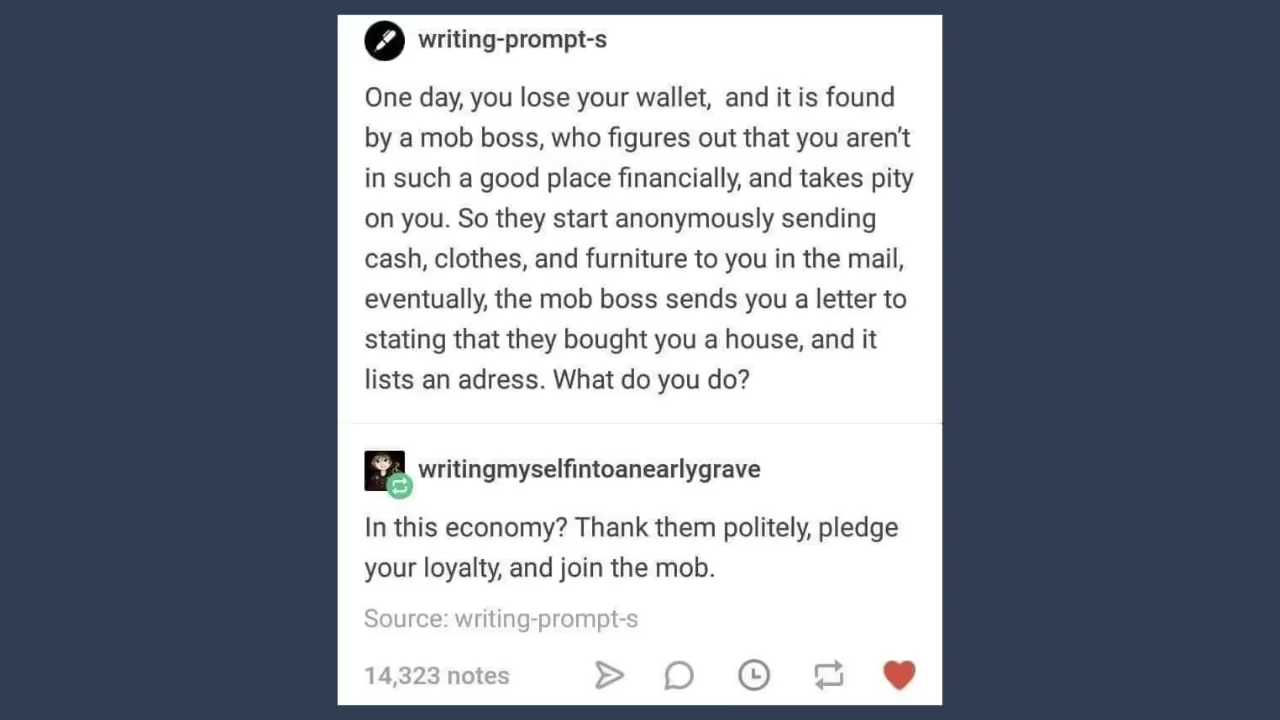 writing-prompt-s
One day, you lose your wallet,  and it is found
by a mob boss, who figures out that you aren’t
in such a good place financially, and takes pity
on you. So they start anonymously sending
cash, clothes, and furniture to you in the mail,
eventually, the mob boss sends you a letter to
stating that they bought you a house, and it
lists an adress. What do you do?
writingmyselfintoanearlygrave
In this economy? Thank them politely, pledge
your loyalty, and join the mob.
Source: writing-prompt-s
14,323 notes